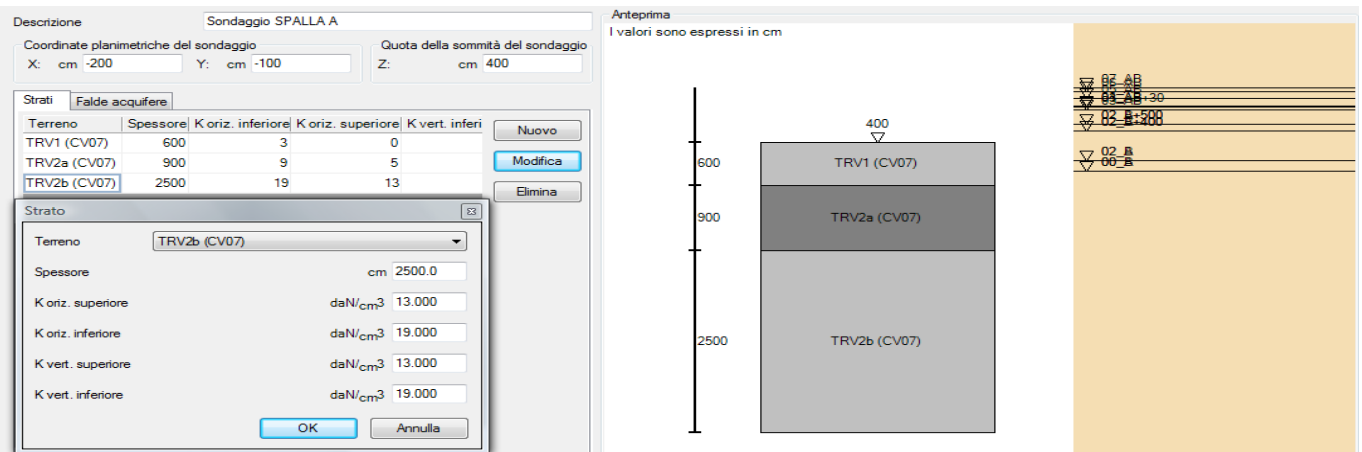 Descrizione Sondaggio SPALLA A
Coordinate planimetriche del sondaggio Quota della sommità del sondaggio
X: cm -200 Y: cm -100 Z: cm 400
Strati Falde acquifere
Terreno Spessore K oriz. inferiore K oriz. superiore K vert. inferi
TRV1 (CV07) 600 3 0
TRV2a (CV07) 900 9 5
TRV2b (CV07) 2500 19 13
Nuovo
Modifica
Elimina
Strato
Terreno TRV2b (CV07)
Spessore cm 2500.0
K oriz. superiore daN/cm3 13.000
K oriz. inferiore daN/cm3 19.000
K vert. superiore daN/cm3 13.000
K vert. inferiore daN/cm3 19.000
OK Annulla
Anteprima
I valori sono espressi in cm
400
600 TRV1 (CV07)
900 TRV2a (CV07)
2500 TRV2b (CV07)